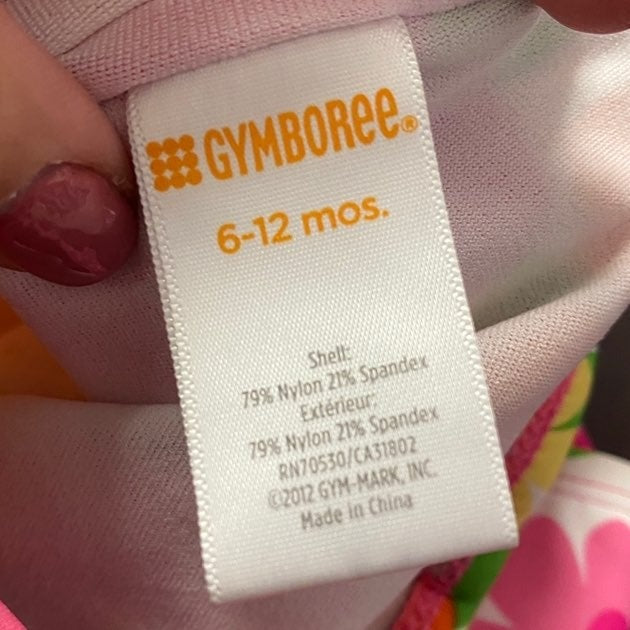 GYMBOREE®
6-12 mos.
Shell:
79% Nylon 21% Spandex
Extérieur:
79% Nylon 21% Spandex
RN70530/CA31802
©2012 GYM-MARK, INC.
Made in China